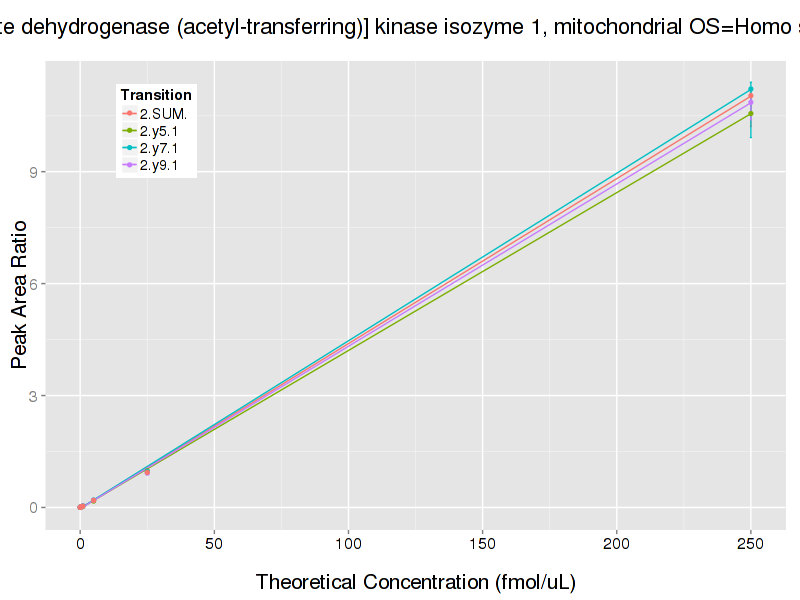 te dehydrogenase (acetyl-transferring)] kinase isozyme 1, mitochondrial OS=Homo s
Transition
2.SUM.
2.y5.1
2.y7.1
2.y9.1
Peak Area Ratio
9
6
3
0
0 50 100 150 200 250
Theoretical Concentration (fmol/uL)